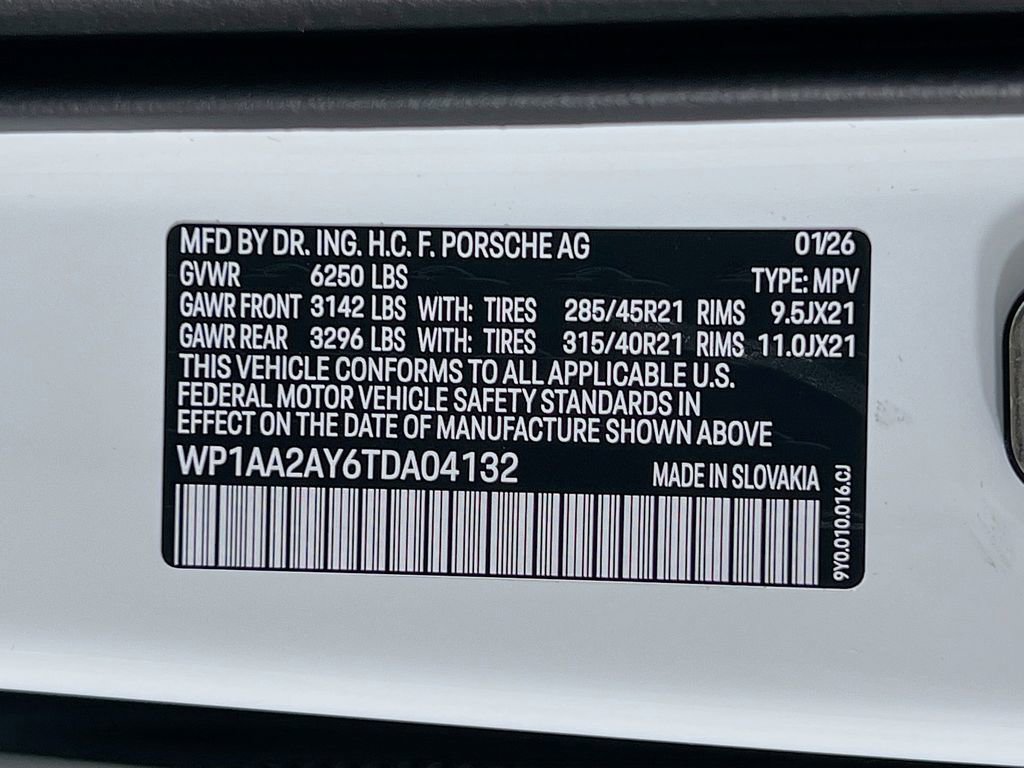 MFD BY DR. ING. H.C. F. PORSCHE AG 01/26
GVWR 6250 LBS TYPE: MPV
GAWR FRONT 3142 LBS WITH: TIRES 285/45R21 RIMS 9.5JX21
GAWR REAR 3296 LBS WITH: TIRES 315/40R21 RIMS 11.0JX21
THIS VEHICLE CONFORMS TO ALL APPLICABLE U.S.
FEDERAL MOTOR VEHICLE SAFETY STANDARDS IN
EFFECT ON THE DATE OF MANUFACTURE SHOWN ABOVE
WP1AA2AY6TDA04132 MADE IN SLOVAKIA
9Y0.010.016.CJ